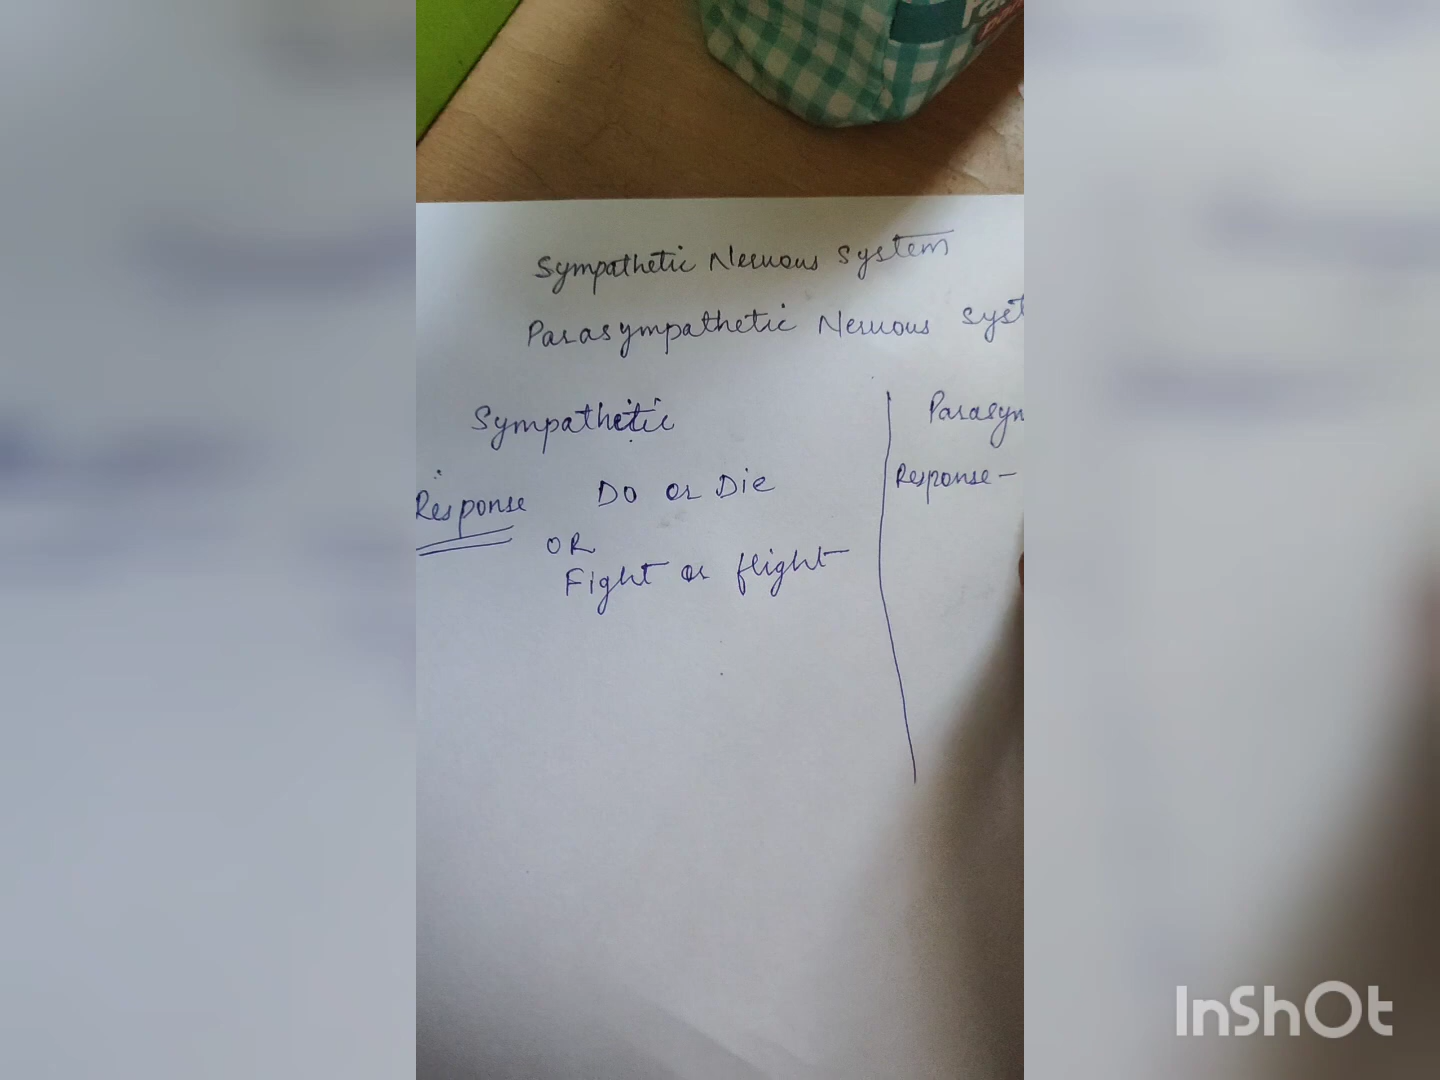 Sympathetic Nervous System
Parasympathetic Nervous Syst
Sympathetic
Response Do or Die
OR
Fight or flight
Parasym
Response –
InShOt